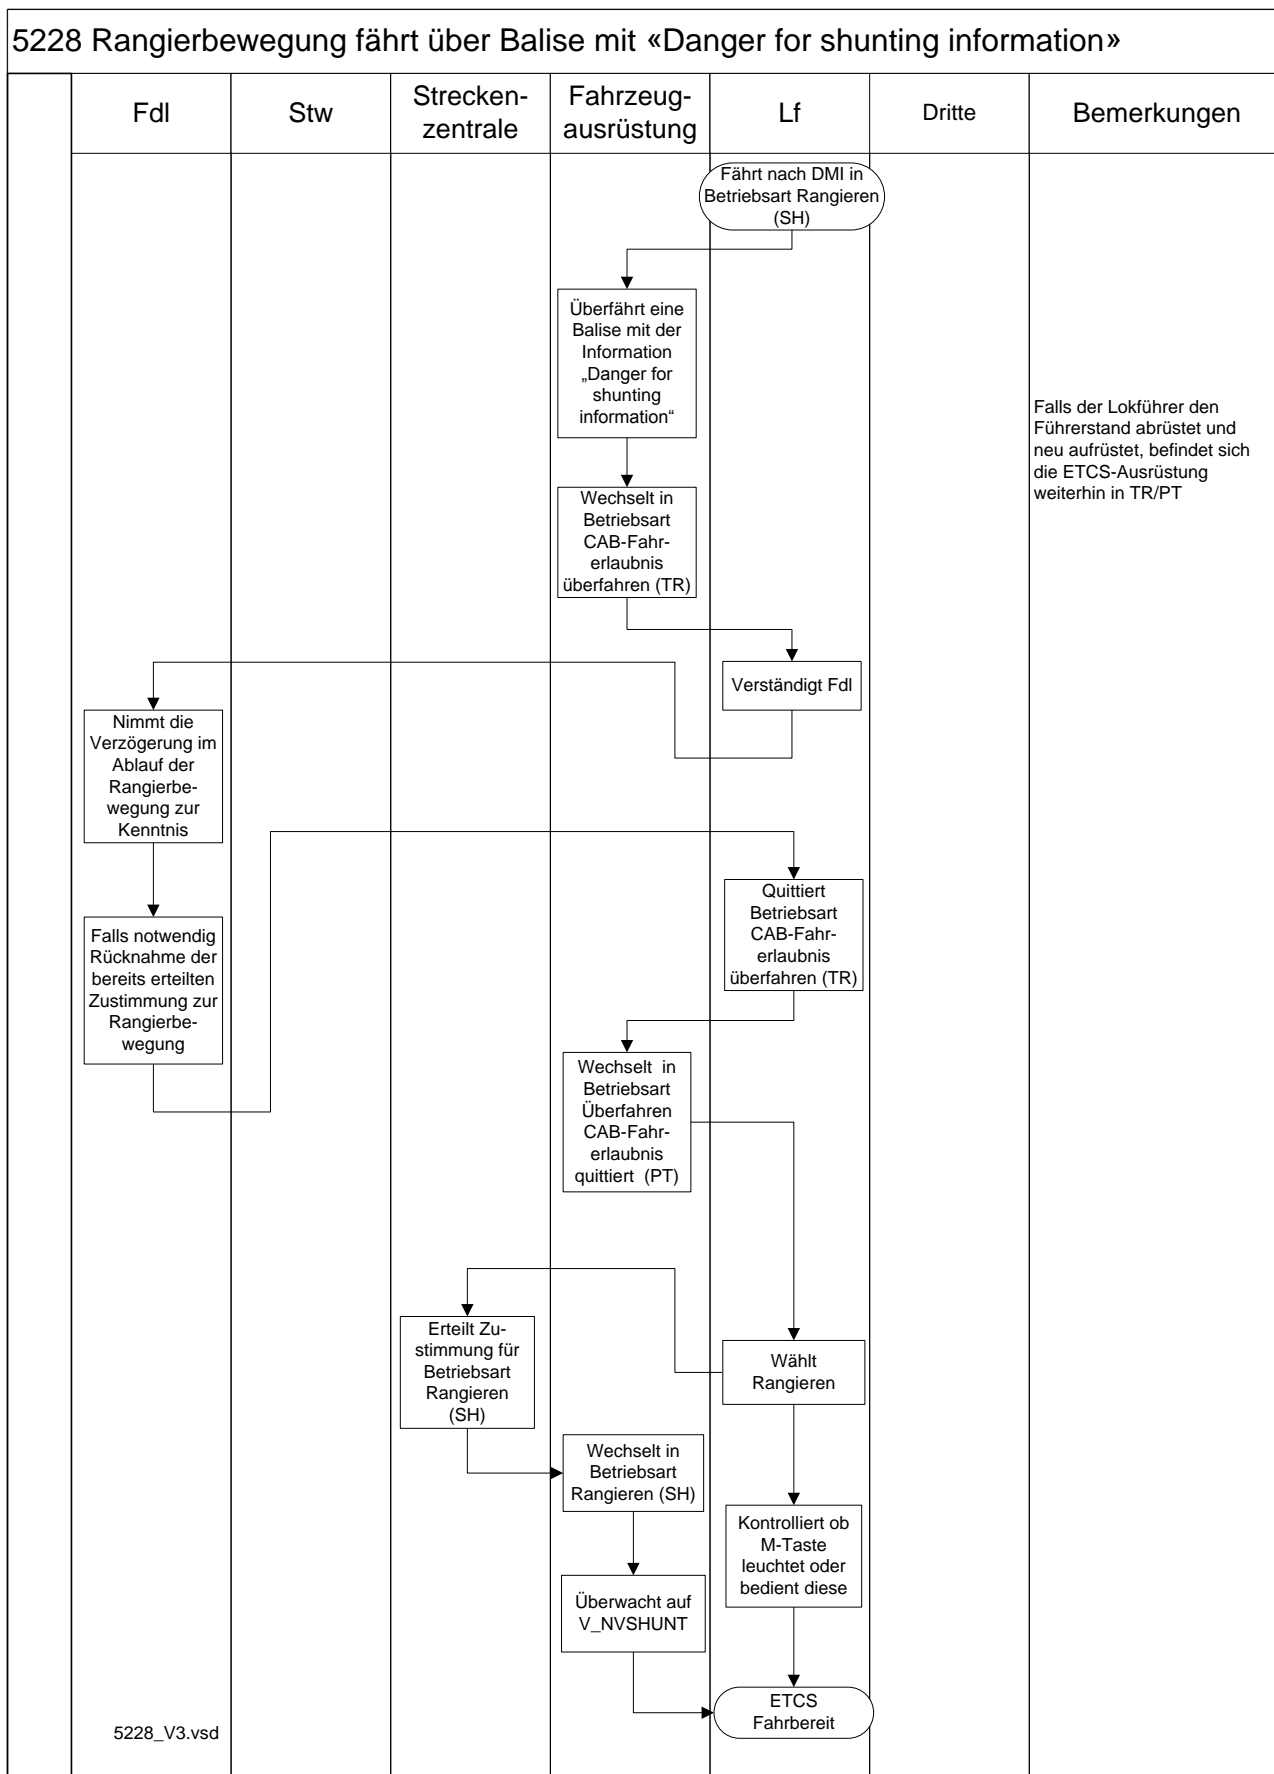 5228 Rangierbewegung fährt über Balise mit «Danger for shunting information»
Fdl
Stw
Strecken-
zentrale
Fahrzeug-
ausrüstung
Lf
Dritte
Bemerkungen
Fährt nach DMI in
Betriebsart Rangieren
(SH)
Überfährt eine
Balise mit der
Information
„Danger for
shunting
information“
Falls der Lokführer den
Führerstand abrüstet und
neu aufrüstet, befindet sich
die ETCS-Ausrüstung
weiterhin in TR/PT
Wechselt in
Betriebsart
CAB-Fahr-
erlaubnis
überfahren (TR)
Verständigt Fdl
Nimmt die
Verzögerung im
Ablauf der
Rangierbe-
wegung zur
Kenntnis
Falls notwendig
Rücknahme der
bereits erteilten
Zustimmung zur
Rangierbe-
wegung
Quittiert
Betriebsart
CAB-Fahr-
erlaubnis
überfahren (TR)
Wechselt  in
Betriebsart
Überfahren
CAB-Fahr-
erlaubnis
quittiert  (PT)
Wählt
Rangieren
Erteilt Zu-
stimmung für
Betriebsart
Rangieren
(SH)
Wechselt in
Betriebsart
Rangieren (SH)
Kontrolliert ob
M-Taste
leuchtet oder
bedient diese
Überwacht auf
V_NVSHUNT
ETCS
Fahrbereit
5228_V3.vsd